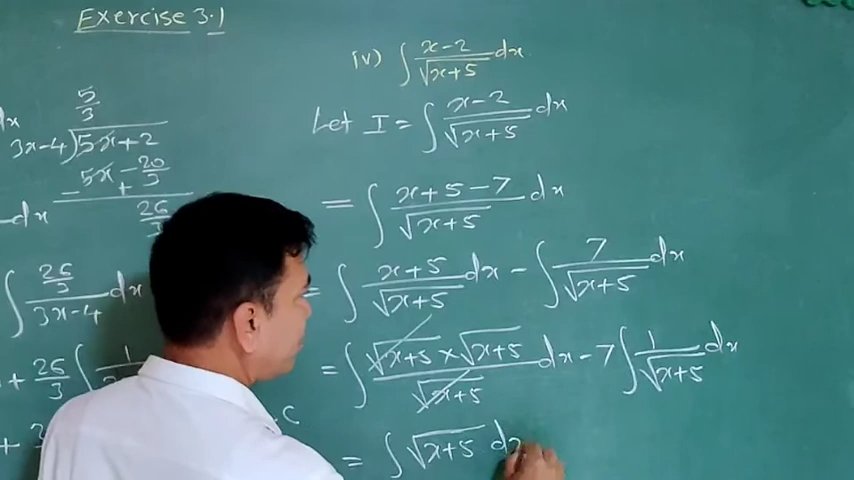 Exercise 3.1
(iv) ∫ x-2/√x+5 dx.
Let I = ∫ x-2/√x+5 dx
= ∫ x+5-7/√x+5 dx
= ∫ x+5/√x+5 dx - ∫ 7/√x+5 dx
= ∫ √x+5 × √x+5/√x+5 dx - 7 ∫ 1/√x+5 dx
= ∫ √x+5 dx
dx
5/3
3x-4)5x+2
5x - 20/3
- +
26/3
dx
∫ 26/3/3x-4 dx
+ 26/3 ∫ 1
+
.C